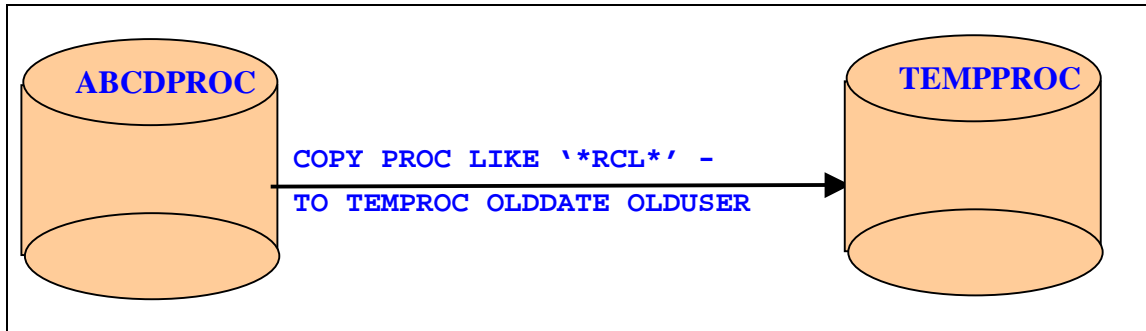 ABCDPROC
TEMPPROC
COPY PROC LIKE ‘*RCL*’ -
TO TEMPROC OLDDATE OLDUSER